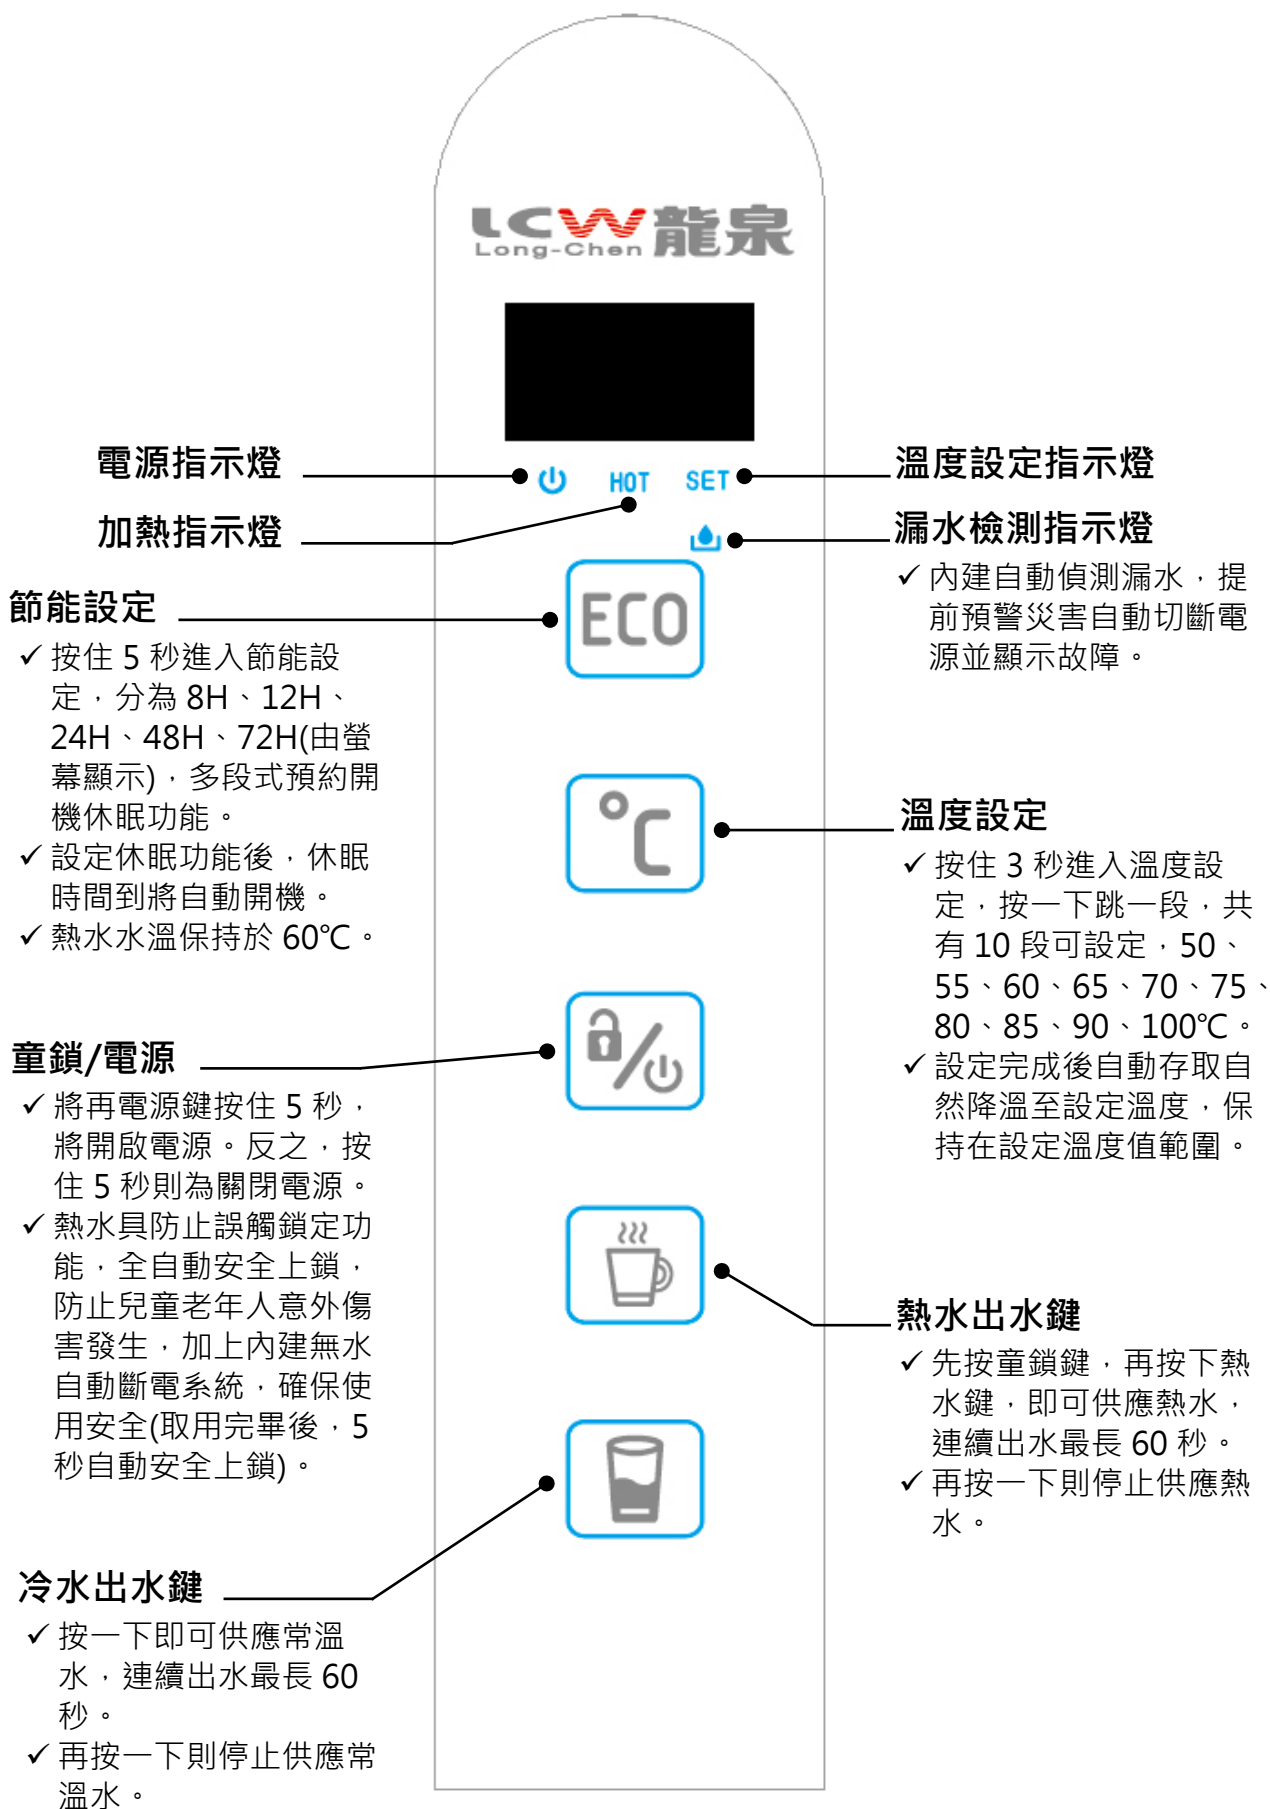 LCW龍泉
Long-Chen
電源指示燈
加熱指示燈
HOT
SET
溫度設定指示燈
漏水檢測指示燈
✓ 內建自動偵測漏水，提
前預警災害自動切斷電
源並顯示故障。
節能設定
✓ 按住 5 秒進入節能設
定，分為 8H、12H、
24H、48H、72H(由螢
幕顯示)，多段式預約開
機休眠功能。
✓ 設定休眠功能後，休眠
時間到將自動開機。
✓ 熱水水溫保持於 60℃。
ECO
°C
溫度設定
✓ 按住 3 秒進入溫度設
定，按一下跳一段，共
有 10 段可設定，50、
55、60、65、70、75、
80、85、90、100℃。
✓ 設定完成後自動存取自
然降溫至設定溫度，保
持在設定溫度值範圍。
童鎖/電源
✓ 將再電源鍵按住 5 秒，
將開啟電源。反之，按
住 5 秒則為關閉電源。
✓ 熱水具防止誤觸鎖定功
能，全自動安全上鎖，
防止兒童老年人意外傷
害發生，加上內建無水
自動斷電系統，確保使
用安全(取用完畢後，5
秒自動安全上鎖)。
熱水出水鍵
✓ 先按童鎖鍵，再按下熱
水鍵，即可供應熱水，
連續出水最長 60 秒。
✓ 再按一下則停止供應熱
水。
冷水出水鍵
✓ 按一下即可供應常溫
水，連續出水最長 60
秒。
✓ 再按一下則停止供應常
溫水。